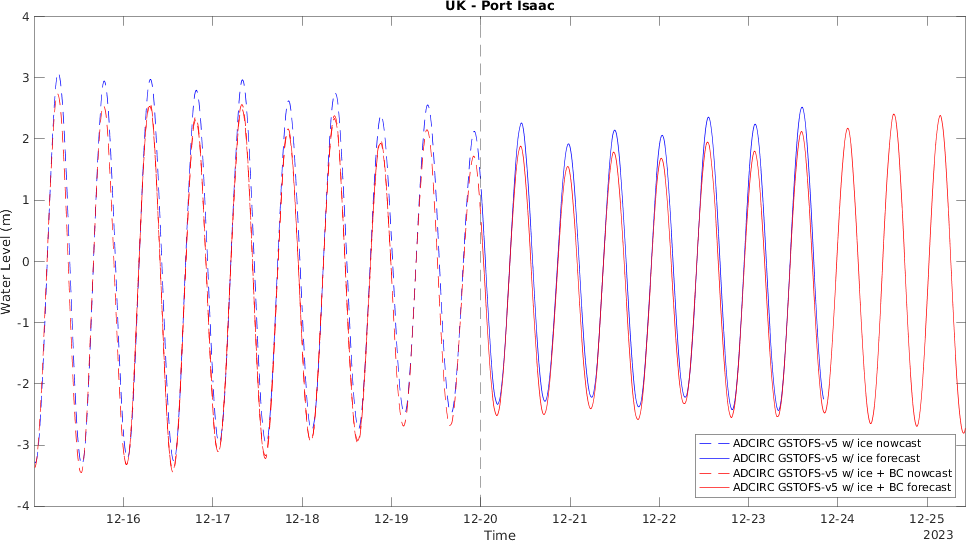 UK - Port Isaac
4
3
2
1
0
-1
-2
-3
-4
Water Level (m)
ADCIRC GSTOFS-v5 w/ ice nowcast
ADCIRC GSTOFS-v5 w/ ice forecast
ADCIRC GSTOFS-v5 w/ ice + BC nowcast
ADCIRC GSTOFS-v5 w/ ice + BC forecast
12-16 12-17 12-18 12-19 12-20 12-21 12-22 12-23 12-24 12-25
Time
2023